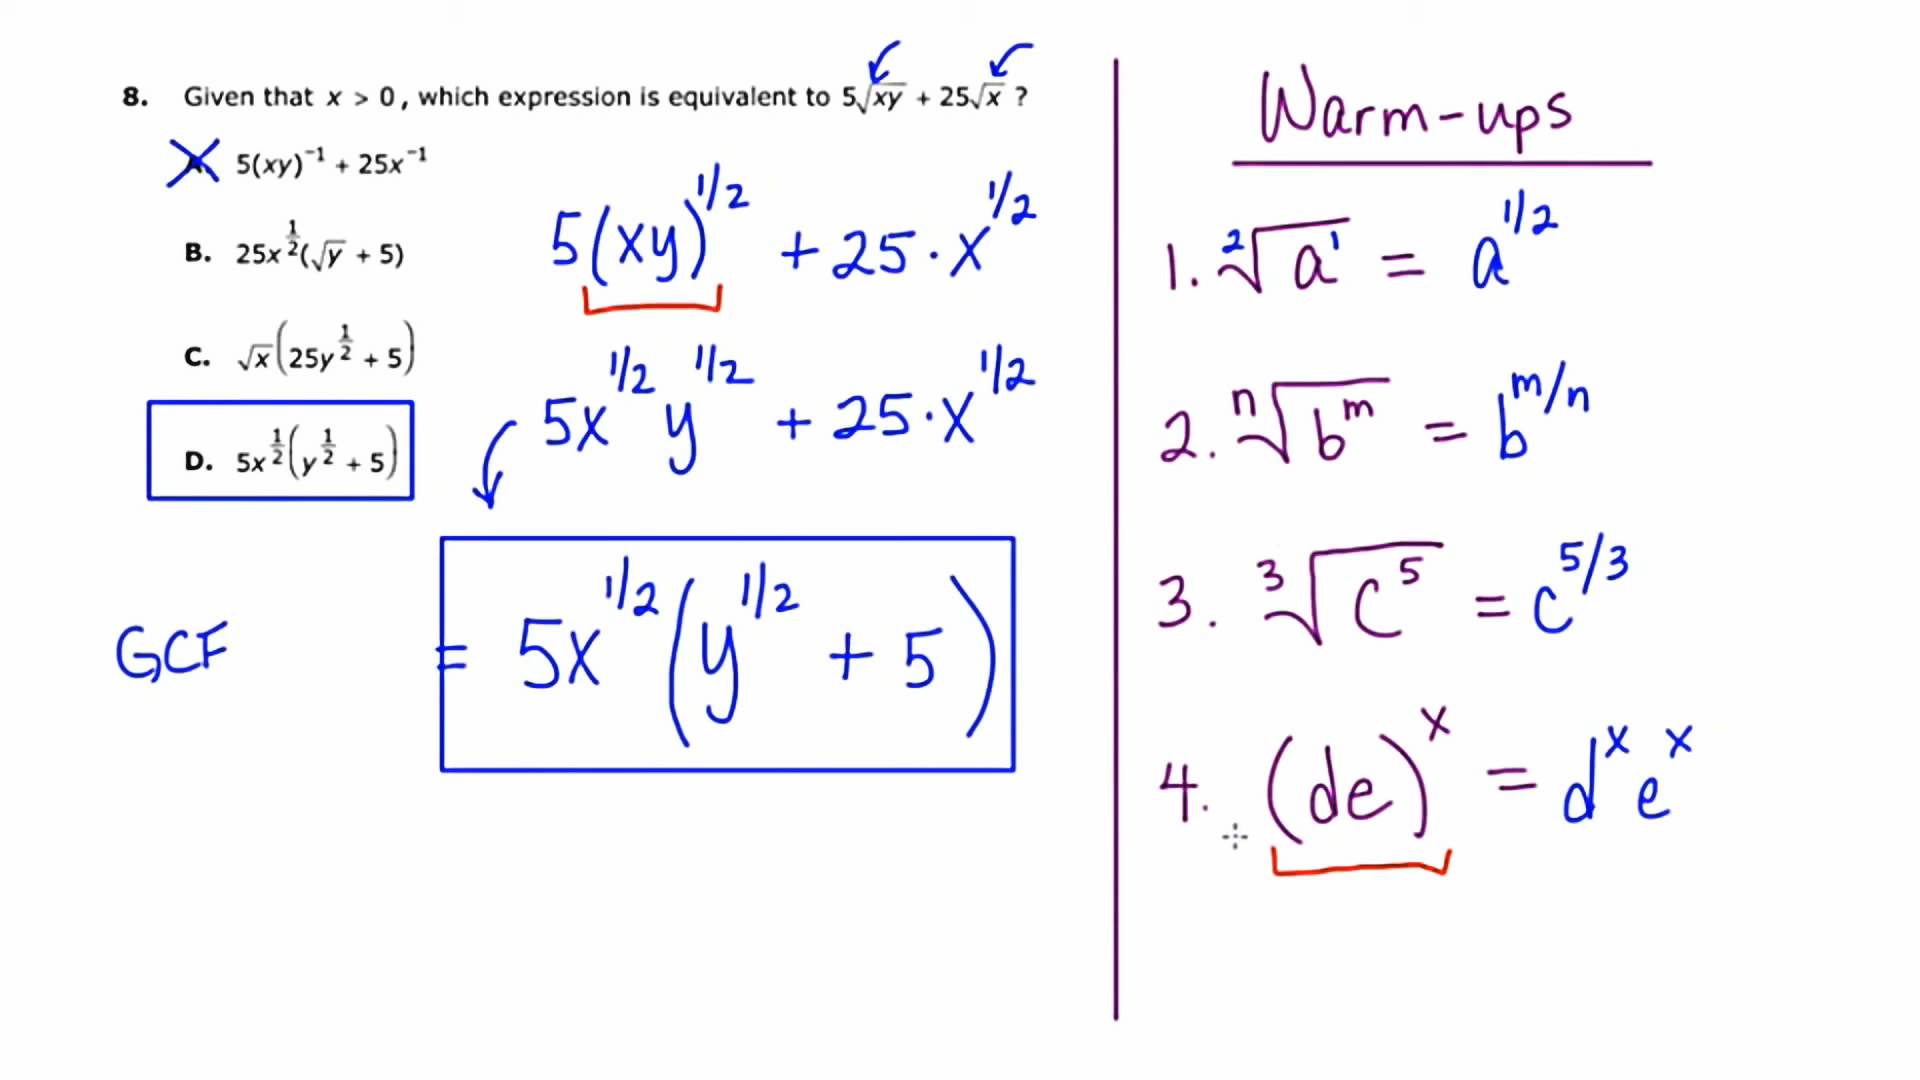 8. Given that x > 0, which expression is equivalent to 5√xy + 25√x ?
A. 5(xy)⁻¹ + 25x⁻¹
B. 25x^(1/2)(√y + 5)
C. √x(25y^(1/2) + 5)
D. 5x^(1/2)(y^(1/2) + 5)
5(xy)^1/2 + 25·x^1/2
5x^1/2 y^1/2 + 25·x^1/2
GCF
= 5x^1/2(y^1/2 + 5)
Warm-ups
1. ²√a¹ = a^1/2
2. ⁿ√b^m = b^m/n
3. ³√c⁵ = c^5/3
4. (de)^x = d^x e^x